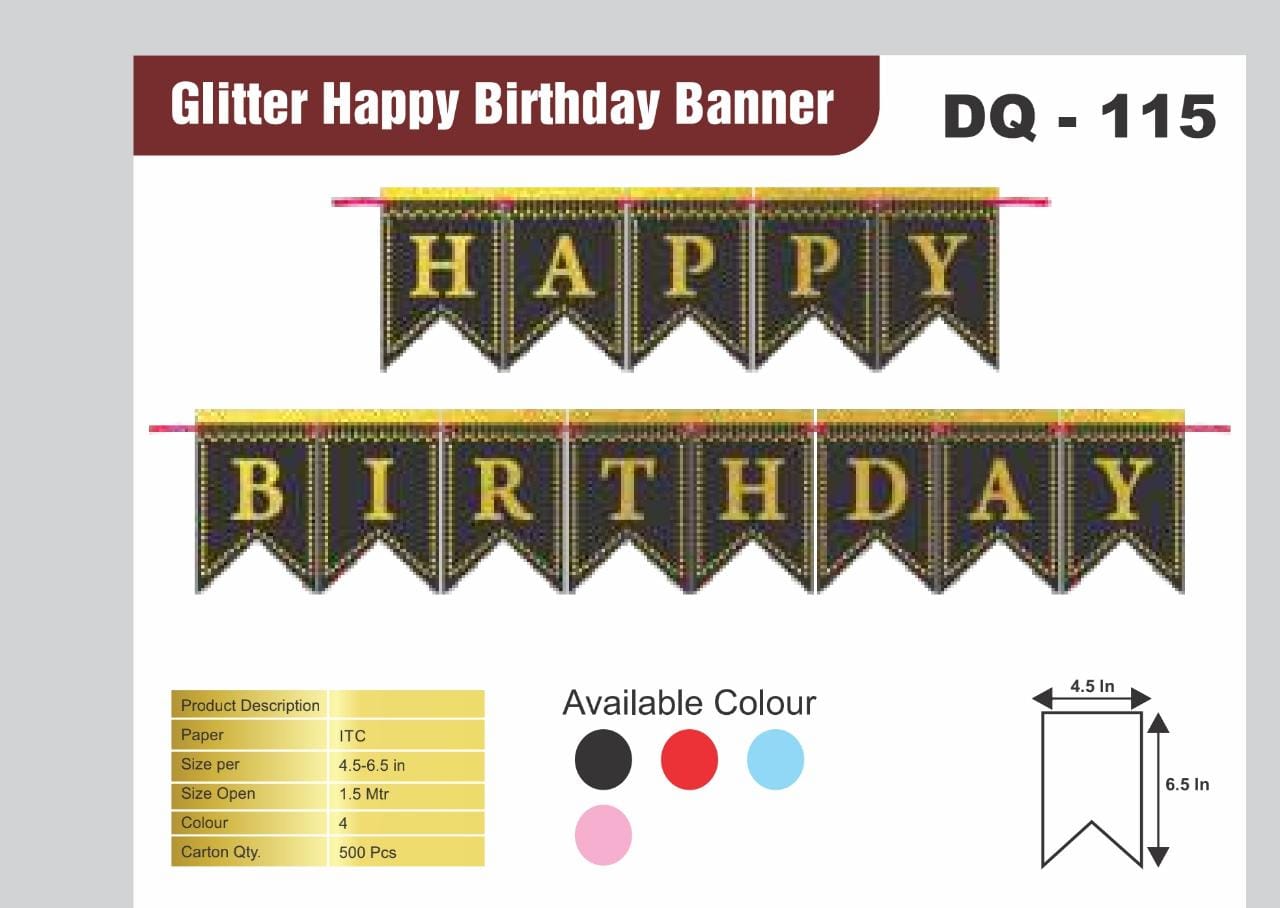 Glitter Happy Birthday Banner
DQ - 115
HAPPY
BIRTHDAY
Product Description
Paper ITC
Size per 4.5-6.5 in
Size Open 1.5 Mtr
Colour 4
Carton Qty. 500 Pcs
Available Colour
4.5 In
6.5 In